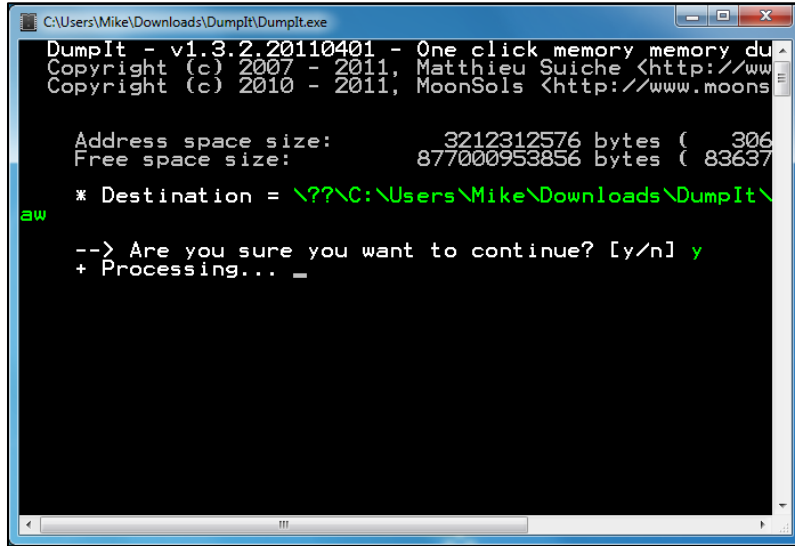 C:\Users\Mike\Downloads\DumpIt\DumpIt.exe
DumpIt - v1.3.2.20110401 - One click memory memory du
Copyright (c) 2007 - 2011, Matthieu Suiche <http://ww
Copyright (c) 2010 - 2011, MoonSols <http://www.moons
Address space size: 3212312576 bytes ( 306
Free space size: 877000953856 bytes ( 83637
* Destination = \??\C:\Users\Mike\Downloads\DumpIt\
aw
--> Are you sure you want to continue? [y/n] y
+ Processing... _